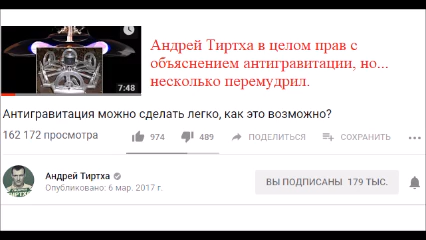 Андрей Тиртха в целом прав с
объяснением антигравитации, но...
несколько перемудрил.
7:48
Антигравитация можно сделать легко, как это возможно?
162 172 просмотра
974
489
ПОДЕЛИТЬСЯ
СОХРАНИТЬ
Андрей Тиртха
Опубликовано: 6 мар. 2017 г.
ВЫ ПОДПИСАНЫ 179 ТЫС.